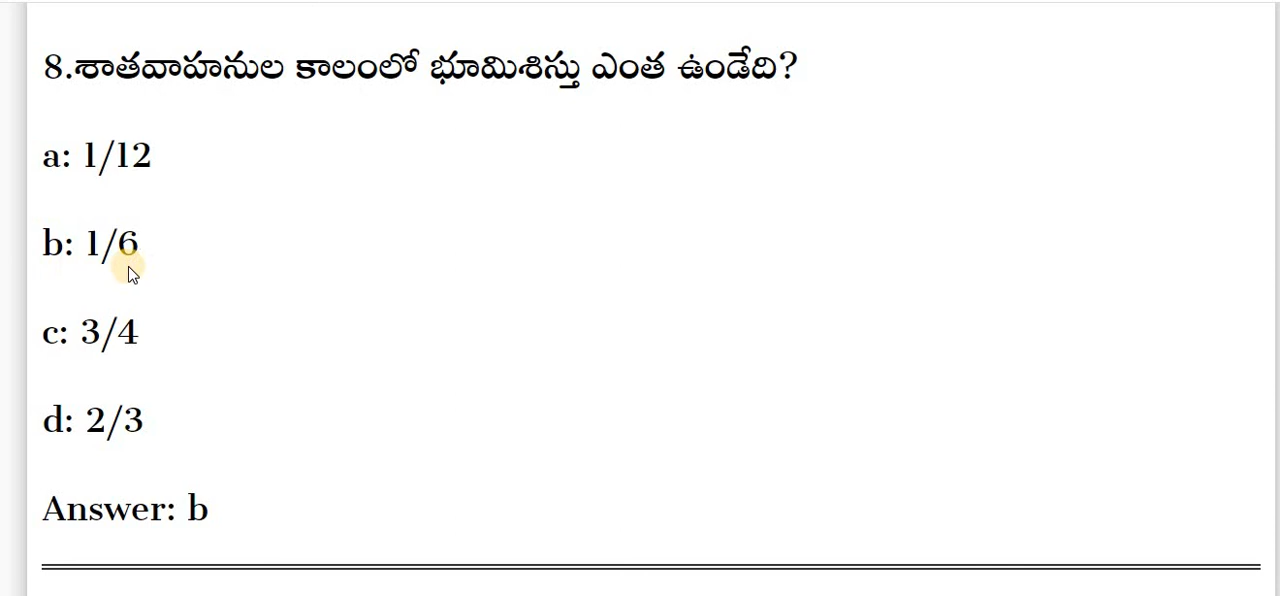 8.శాతవాహనుల కాలంలో భూమిశిస్తు ఎంత ఉండేది?
a: 1/12
b: 1/6
c: 3/4
d: 2/3
Answer: b